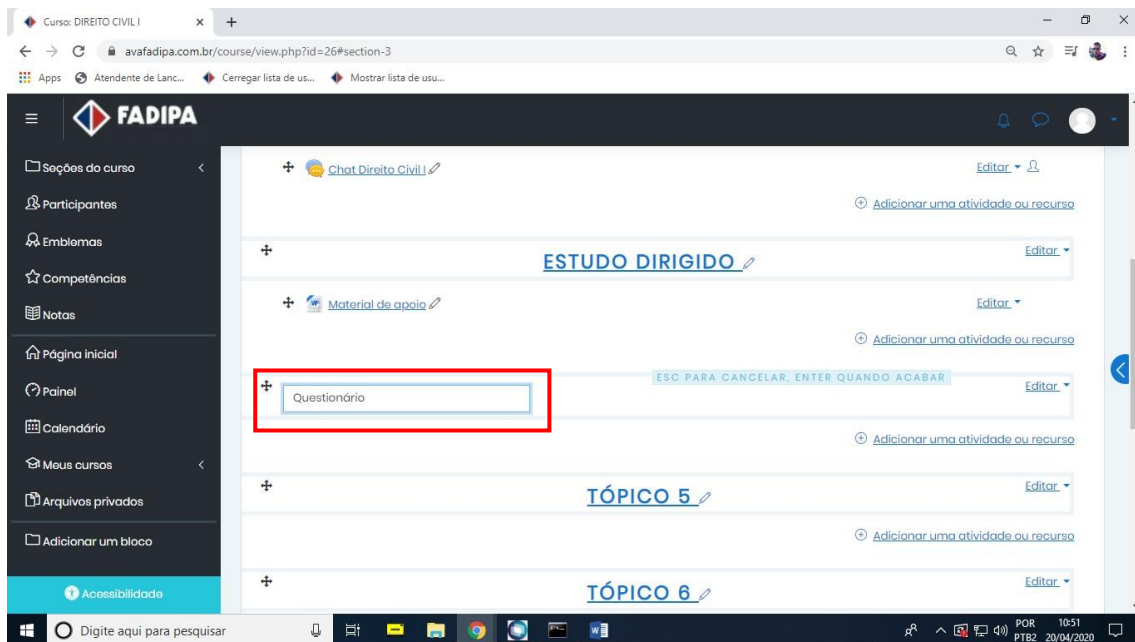 Curso: DIREITO CIVIL I
avafadipa.com.br/course/view.php?id=26#section-3
Apps Atendente de Lanc... Cerregar lista de us... Mostrar lista de usu...
FADIPA
Seções do curso
Chat Direito Civil I
Editar
Participantes
Adicionar uma atividade ou recurso
Emblemas
ESTUDO DIRIGIDO
Editar
Competências
Material de apoio
Editar
Notas
Adicionar uma atividade ou recurso
Página inicial
ESC PARA CANCELAR, ENTER QUANDO ACABAR
Painel
Questionário
Editar
Calendário
Adicionar uma atividade ou recurso
Meus cursos
TÓPICO 5
Editar
Arquivos privados
Adicionar um bloco
Adicionar uma atividade ou recurso
Acessibilidade
TÓPICO 6
Editar
Digite aqui para pesquisar
POR 10:51
PTB2 20/04/2020